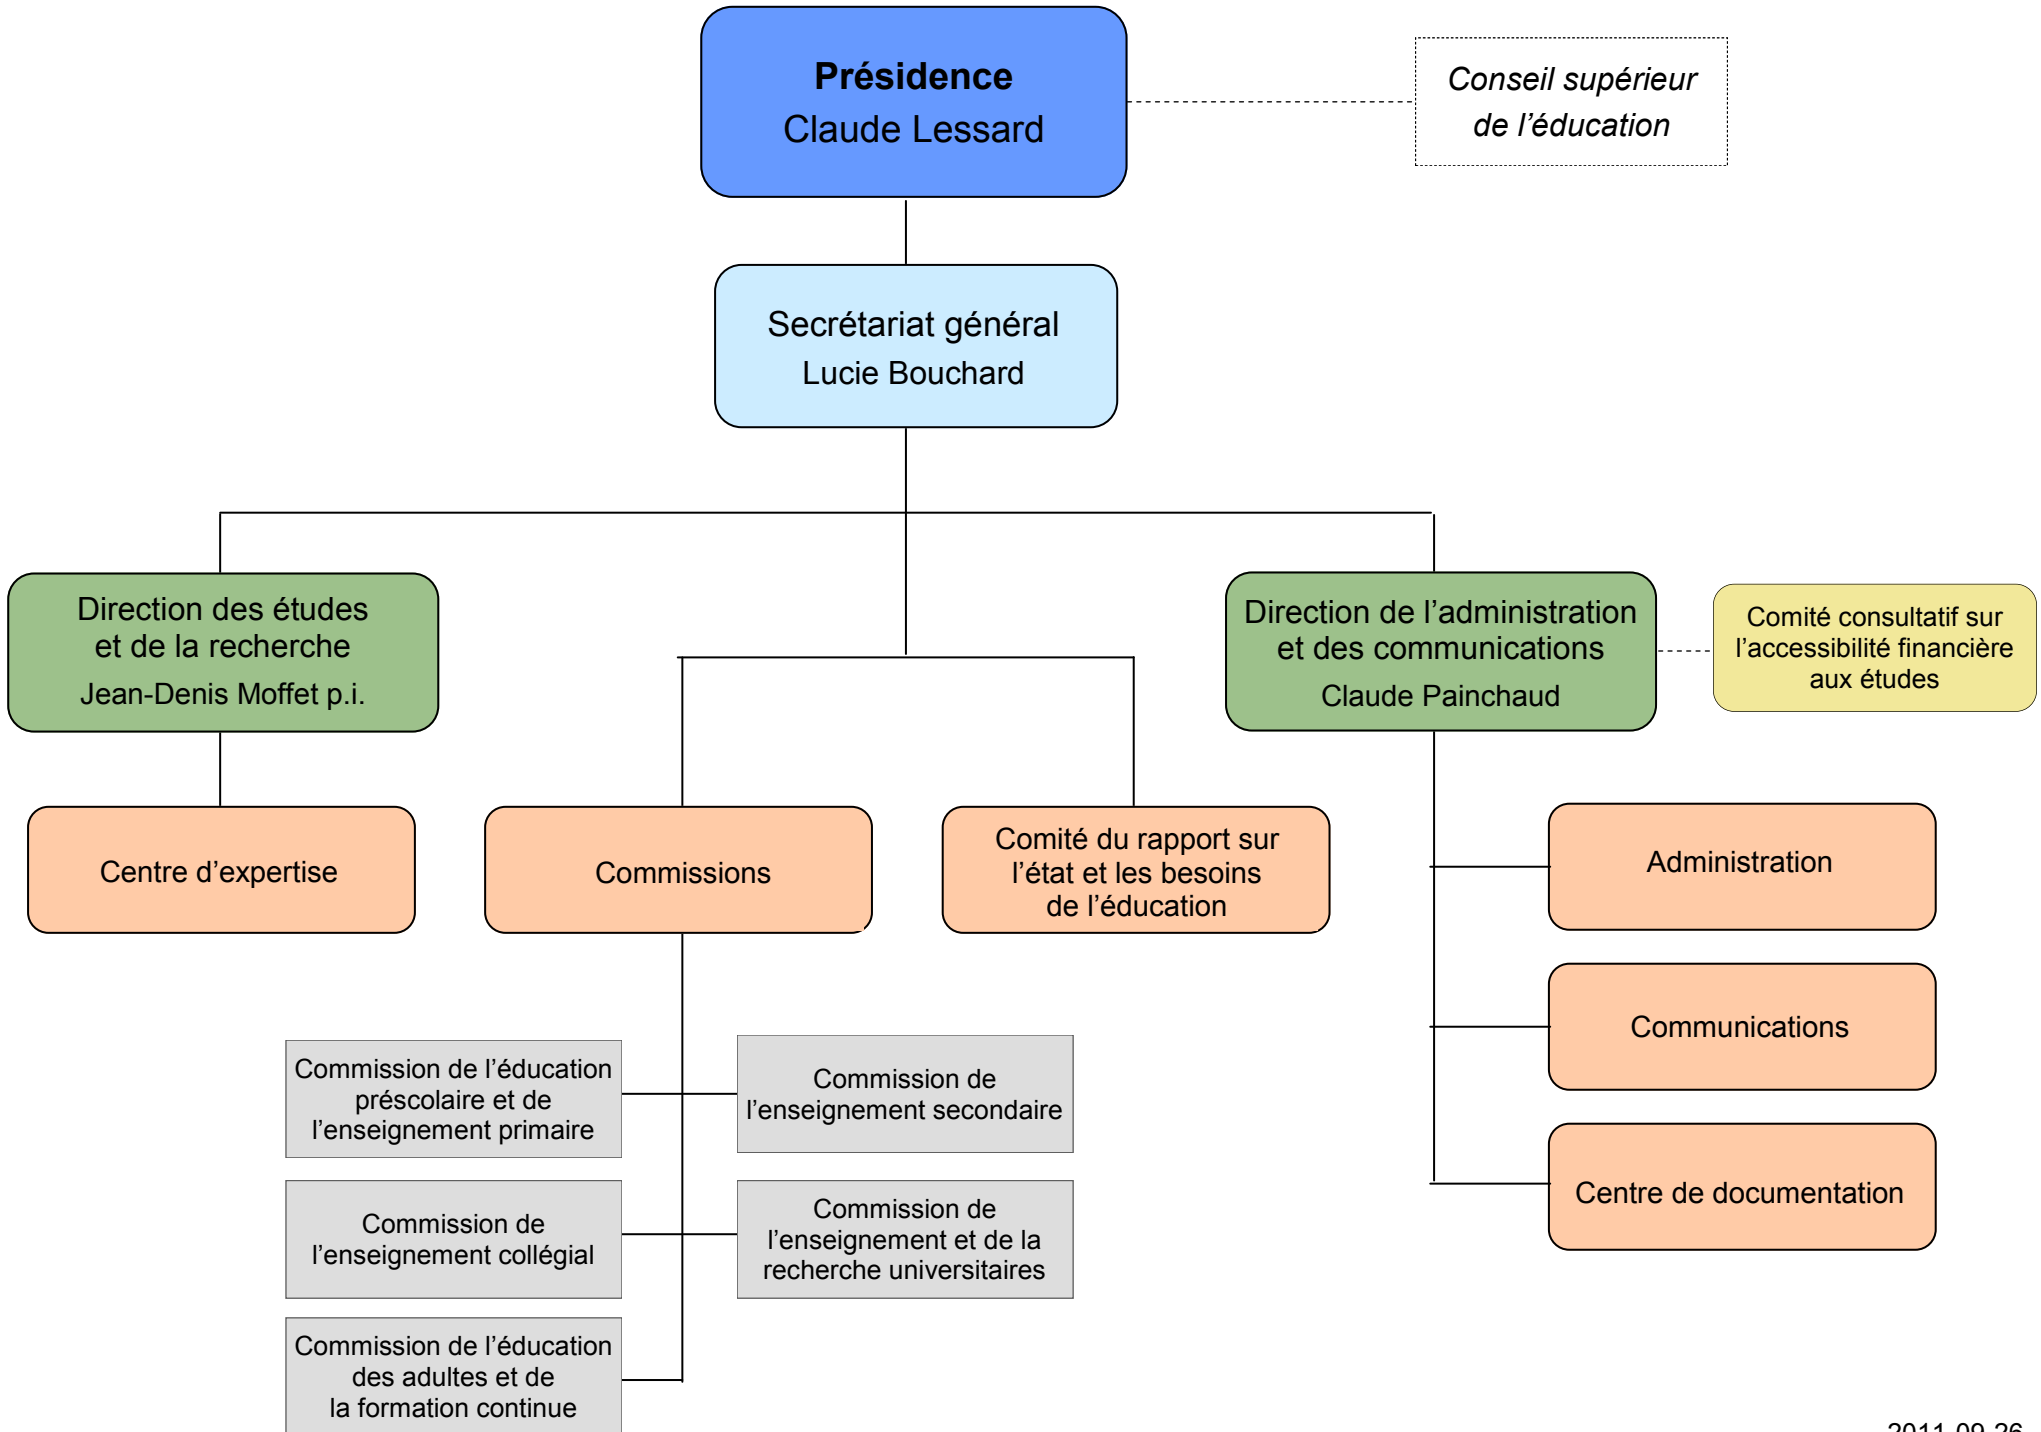 Présidence
Claude Lessard
Conseil supérieur
de l’éducation
Secrétariat général
Lucie Bouchard
Direction des études
et de la recherche
Jean-Denis Moffet p.i.
Direction de l’administration
et des communications
Claude Painchaud
Comité consultatif sur
l’accessibilité financière
aux études
Centre d’expertise
Commissions
Comité du rapport sur
l’état et les besoins
de l’éducation
Administration
Communications
Centre de documentation
Commission de l’éducation
préscolaire et de
l’enseignement primaire
Commission de
l’enseignement secondaire
Commission de
l’enseignement collégial
Commission de
l’enseignement et de la
recherche universitaires
Commission de l’éducation
des adultes et de
la formation continue
2011-09-26